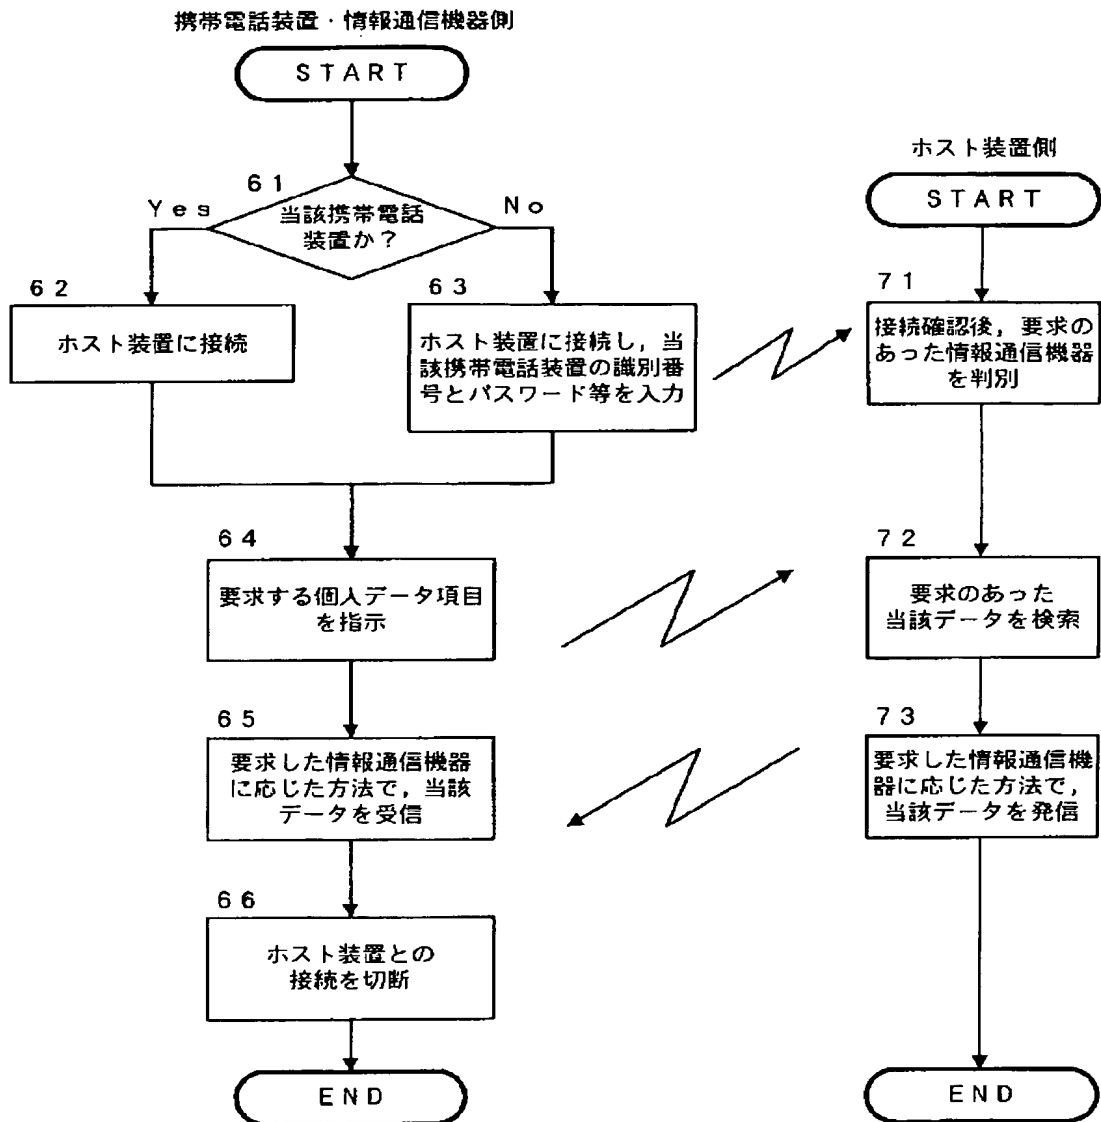 携帯電話装置・情報通信機器側
START
61
当該携帯電話
装置か？
Yes
No
62
ホスト装置に接続
63
ホスト装置に接続し，当
該携帯電話装置の識別番
号とパスワード等を入力
64
要求する個人データ項目
を指示
65
要求した情報通信機器
に応じた方法で，当該
データを受信
66
ホスト装置との
接続を切断
END
ホスト装置側
START
71
接続確認後，要求の
あった情報通信機器
を判別
72
要求のあった
当該データを検索
73
要求した情報通信機
器に応じた方法で，
当該データを発信
END